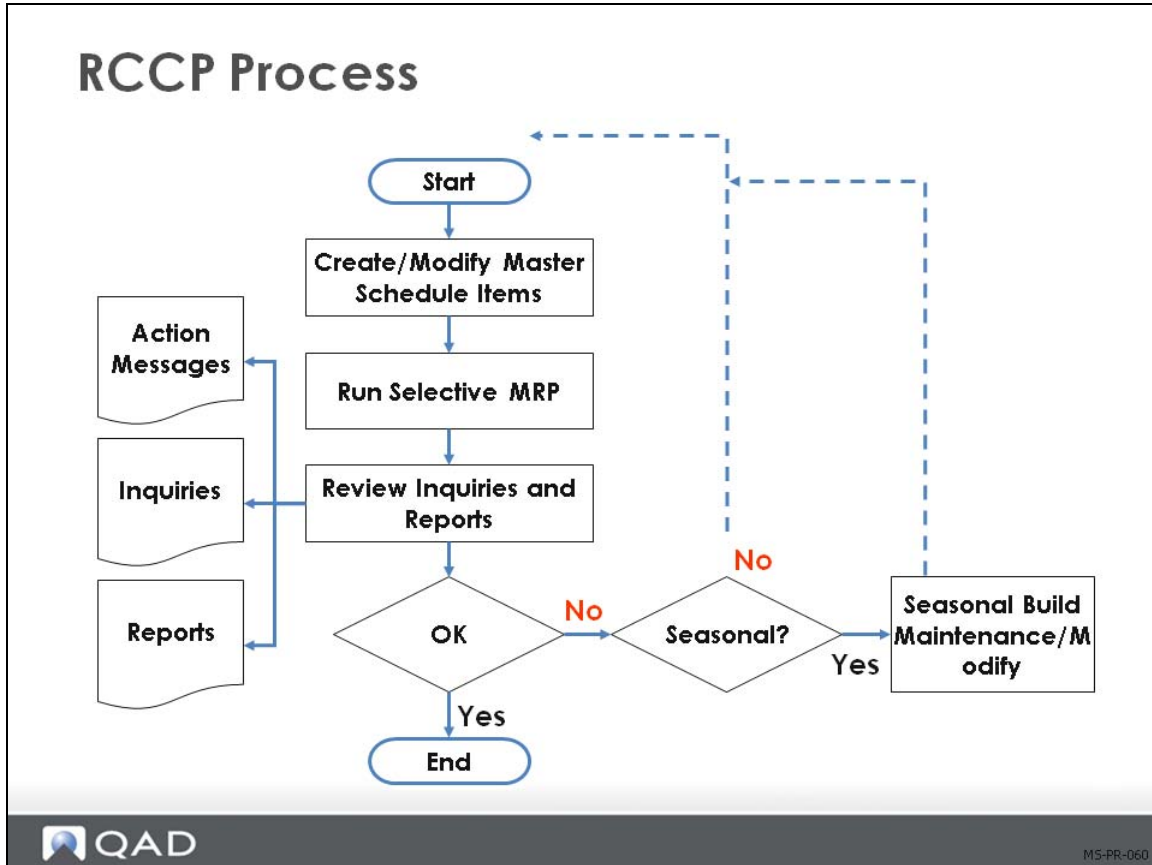 RCCP Process
Start
Create/Modify Master
Schedule Items
Action
Messages
Run Selective MRP
Inquiries
Review Inquiries and
Reports
No
No
Reports
OK
Seasonal?
Seasonal Build
Maintenance/M
odify
Yes
Yes
End
QAD
MS-PR-060